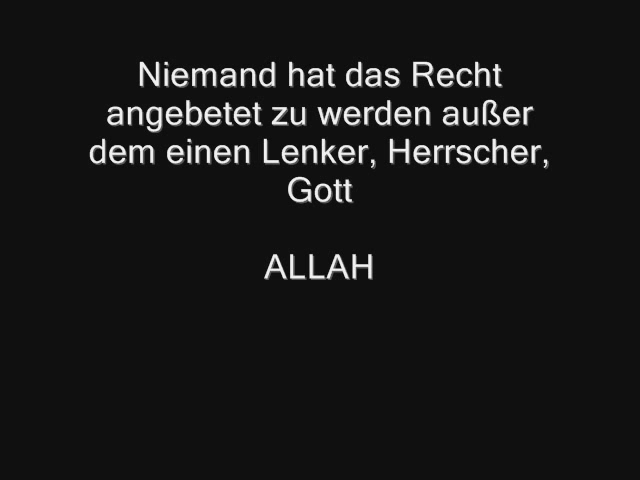 Niemand hat das Recht
angebetet zu werden außer
dem einen Lenker, Herrscher,
Gott
ALLAH